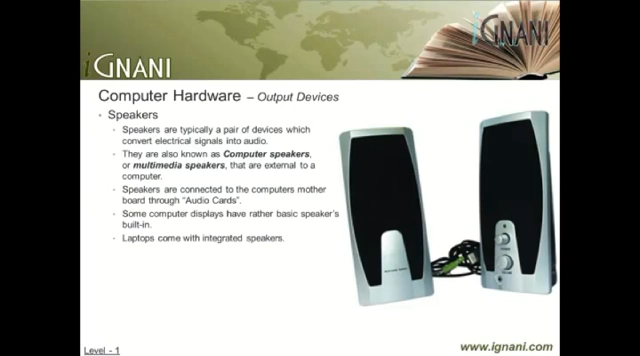 iGNANI
iGNANI
Computer Hardware – Output Devices
Speakers
Speakers are typically a pair of devices which
convert electrical signals into audio.
They are also known as Computer speakers,
or multimedia speakers, that are external to a
computer.
Speakers are connected to the computers mother
board through “Audio Cards”.
Some computer displays have rather basic speaker’s
built-in.
Laptops come with integrated speakers.
Level - 1
www.ignani.com